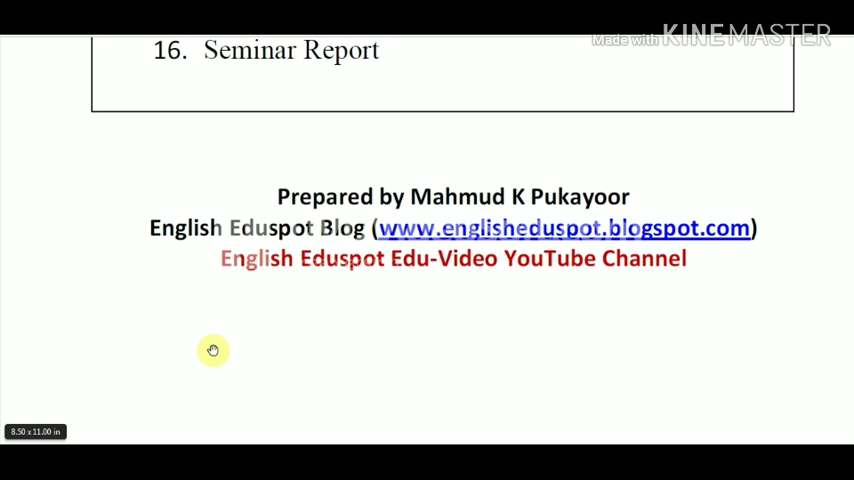 Made with KINEMASTER
16. Seminar Report
Prepared by Mahmud K Pukayoor
English Eduspot Blog (www.englisheduspot.blogspot.com)
English Eduspot Edu-Video YouTube Channel
8.50 x 11.00 in